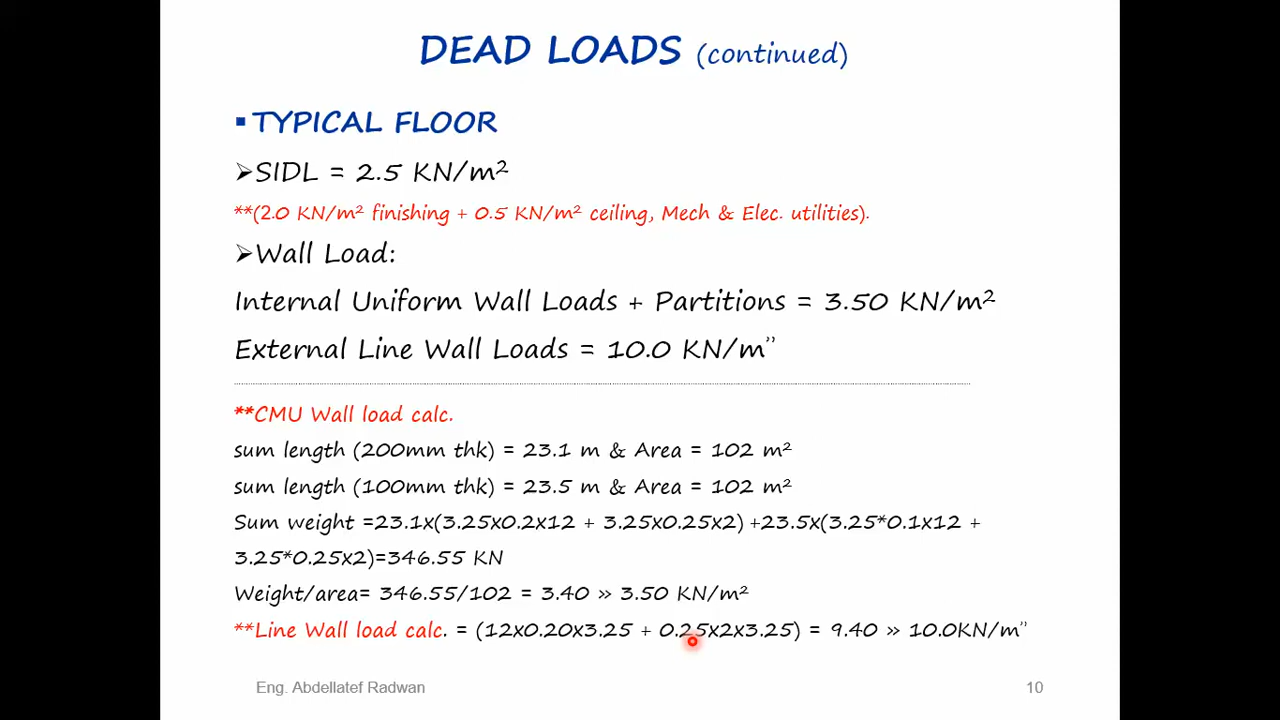 DEAD LOADS (continued)
▪ TYPICAL FLOOR
➢SIDL = 2.5 KN/m²
**(2.0 KN/m² finishing + 0.5 KN/m² ceiling, Mech & Elec. utilities).
➢Wall Load:
Internal Uniform Wall Loads + Partitions = 3.50 KN/m²
External Line Wall Loads = 10.0 KN/m”
**CMU Wall load calc.
sum length (200mm thk) = 23.1 m & Area = 102 m²
sum length (100mm thk) = 23.5 m & Area = 102 m²
Sum weight =23.1x(3.25x0.2x12 + 3.25x0.25x2) +23.5x(3.25*0.1x12 +
3.25*0.25x2)=346.55 KN
Weight/area= 346.55/102 = 3.40 » 3.50 KN/m²
**Line Wall load calc. = (12x0.20x3.25 + 0.25x2x3.25) = 9.40 » 10.0KN/m”
Eng. Abdellatef Radwan
10